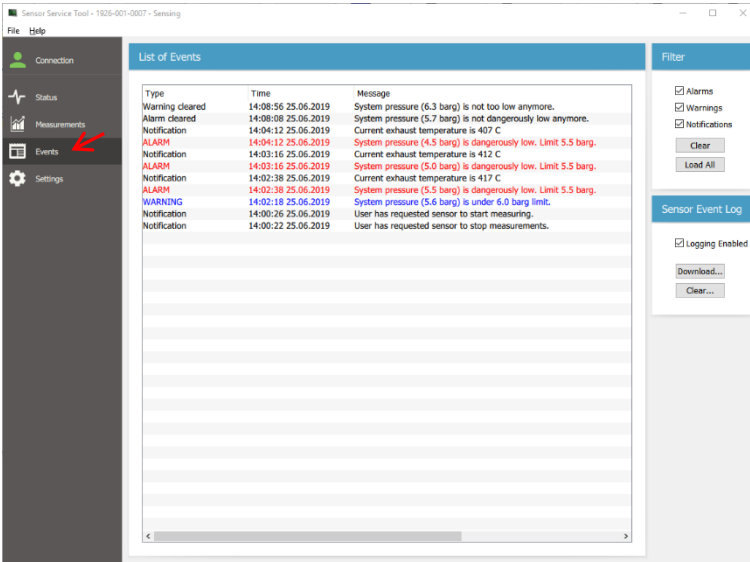 Sensor Service Tool - 1926-001-0007 - Sensing
File Help
Connection
Status
Measurements
Events
Settings
List of Events
Type Time Message
Warning cleared 14:08:56 25.06.2019 System pressure (6.3 barg) is not too low anymore.
Alarm cleared 14:08:08 25.06.2019 System pressure (5.7 barg) is not dangerously low anymore.
Notification 14:04:12 25.06.2019 Current exhaust temperature is 407 C
ALARM 14:04:12 25.06.2019 System pressure (4.5 barg) is dangerously low. Limit 5.5 barg.
Notification 14:03:16 25.06.2019 Current exhaust temperature is 412 C
ALARM 14:03:16 25.06.2019 System pressure (5.0 barg) is dangerously low. Limit 5.5 barg.
Notification 14:02:38 25.06.2019 Current exhaust temperature is 417 C
ALARM 14:02:38 25.06.2019 System pressure (5.5 barg) is dangerously low. Limit 5.5 barg.
WARNING 14:02:18 25.06.2019 System pressure (5.6 barg) is under 6.0 barg limit.
Notification 14:00:26 25.06.2019 User has requested sensor to start measuring.
Notification 14:00:22 25.06.2019 User has requested sensor to stop measurements.
Filter
Alarms
Warnings
Notifications
Clear
Load All
Sensor Event Log
Logging Enabled
Download...
Clear...